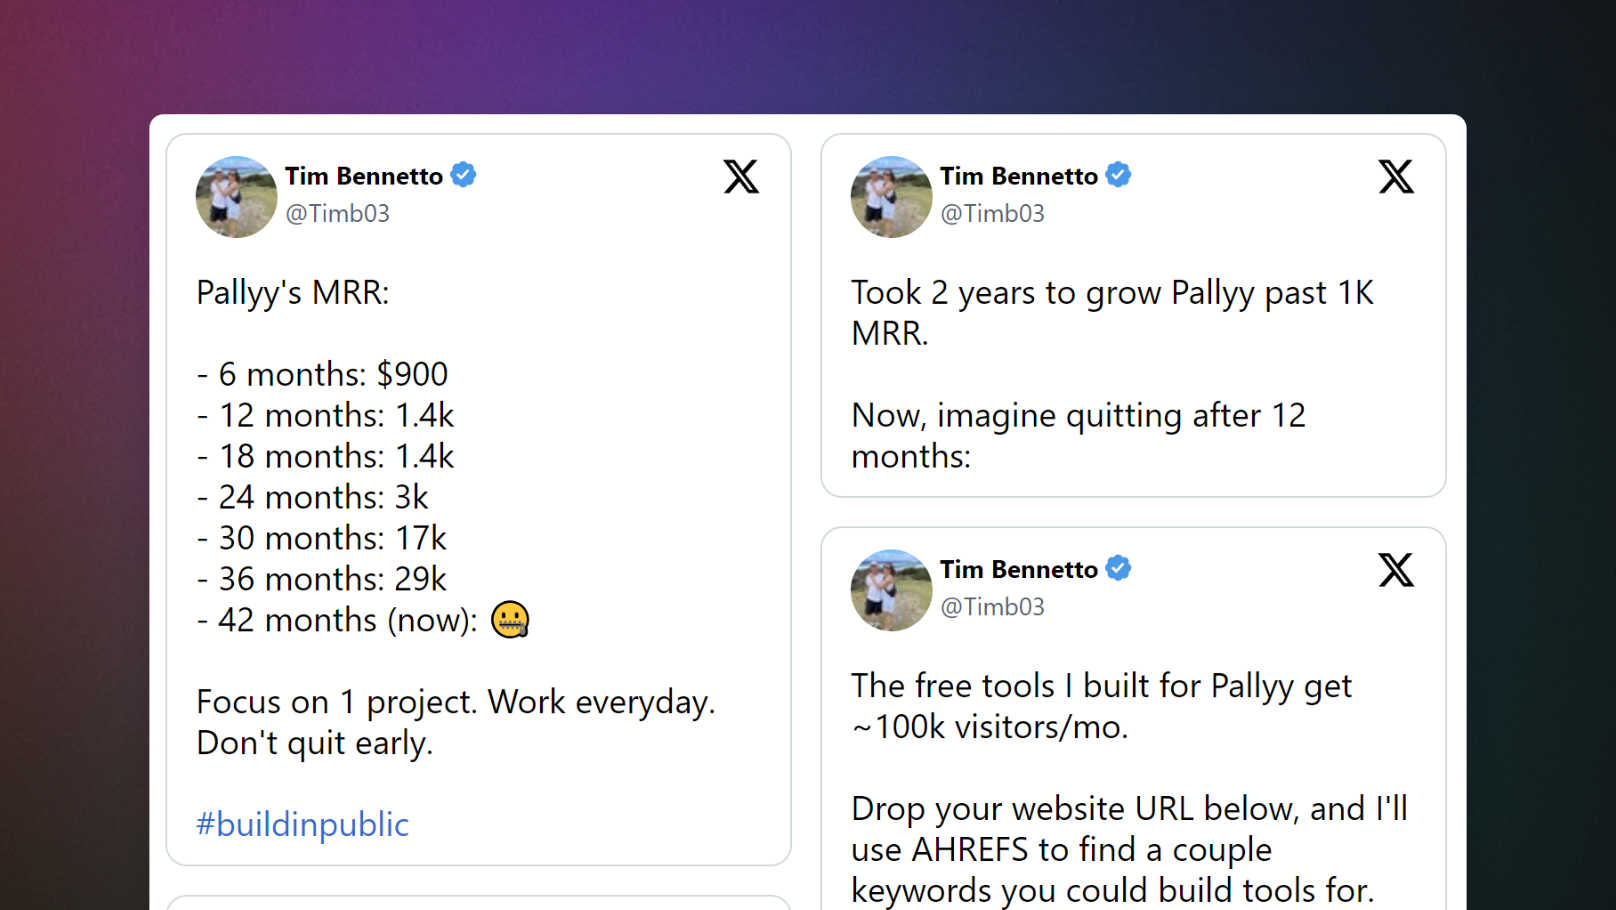 Tim Bennetto
@Timb03
Pallyy's MRR:
- 6 months: $900
- 12 months: 1.4k
- 18 months: 1.4k
- 24 months: 3k
- 30 months: 17k
- 36 months: 29k
- 42 months (now): 🤐
Focus on 1 project. Work everyday.
Don't quit early.
#buildinpublic
Tim Bennetto
@Timb03
Took 2 years to grow Pallyy past 1K
MRR.
Now, imagine quitting after 12
months:
Tim Bennetto
@Timb03
The free tools I built for Pallyy get
~100k visitors/mo.
Drop your website URL below, and I'll
use AHREFS to find a couple
keywords you could build tools for.